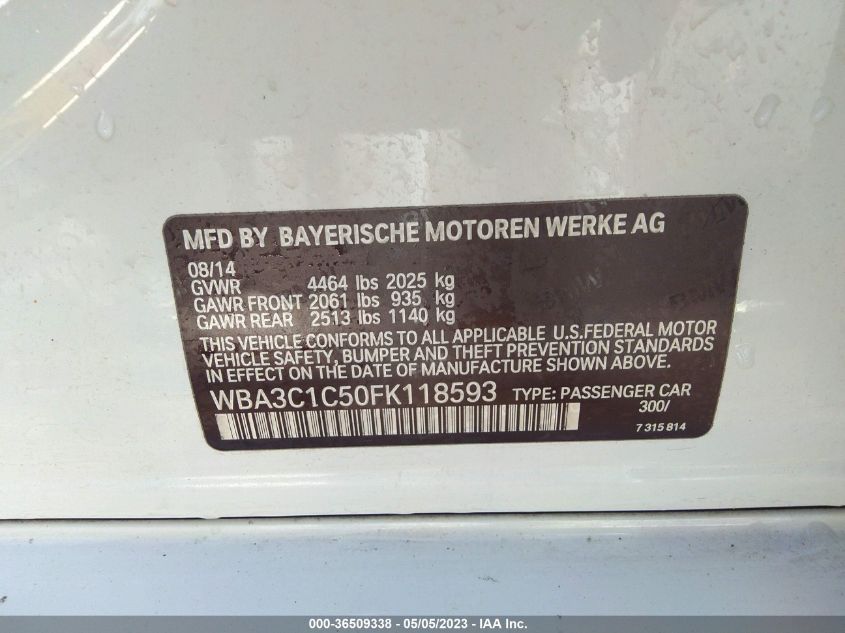 MFD BY BAYERISCHE MOTOREN WERKE AG
08/14
GVWR 4464 lbs 2025 kg
GAWR FRONT 2061 lbs 935 kg
GAWR REAR 2513 lbs 1140 kg
THIS VEHICLE CONFORMS TO ALL APPLICABLE U.S.FEDERAL MOTOR
VEHICLE SAFETY, BUMPER AND THEFT PREVENTION STANDARDS
IN EFFECT ON THE DATE OF MANUFACTURE SHOWN ABOVE.
WBA3C1C50FK118593 TYPE: PASSENGER CAR
300/
7 315 814
000-36509338 - 05/05/2023 - IAA Inc.